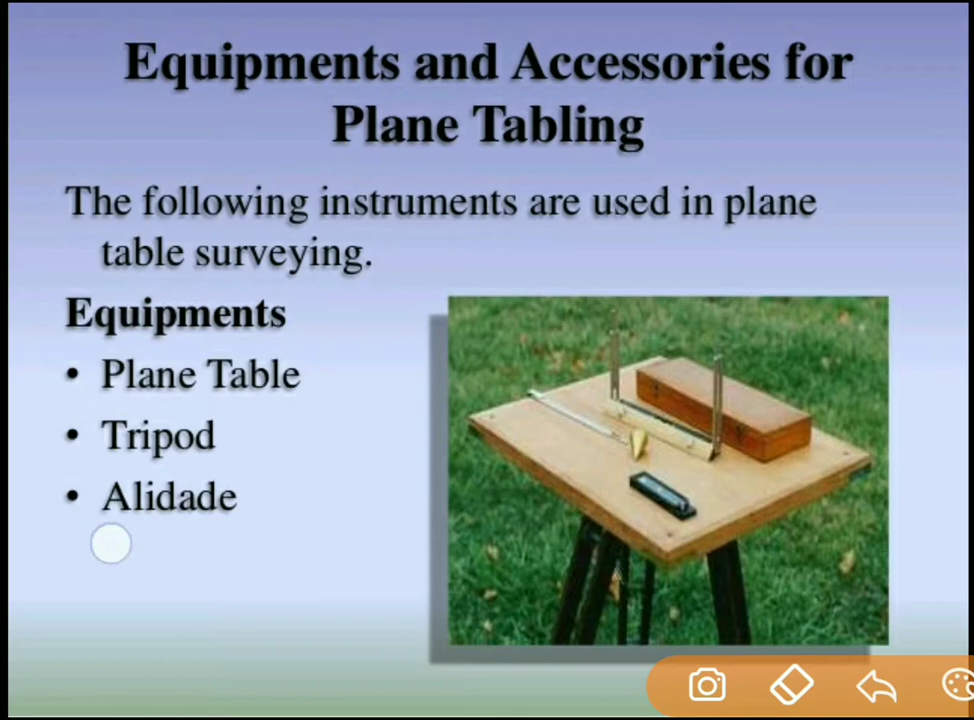 Equipments and Accessories for
Plane Tabling
The following instruments are used in plane
table surveying.
Equipments
• Plane Table
• Tripod
• Alidade